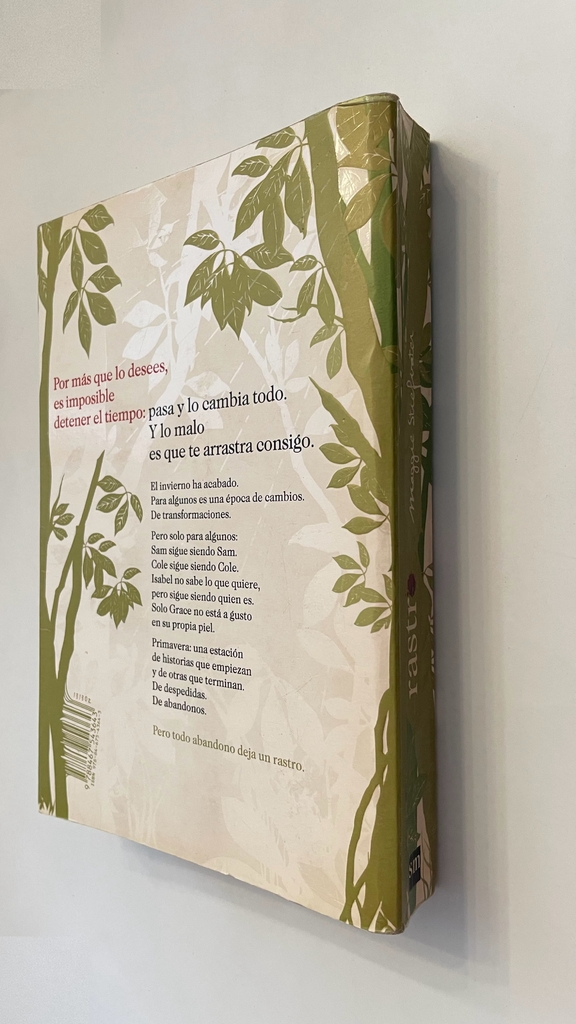 Por más que lo desees,
es imposible
detener el tiempo: pasa y lo cambia todo.
Y lo malo
es que te arrastra consigo.
El invierno ha acabado.
Para algunos es una época de cambios.
De transformaciones.
Pero solo para algunos:
Sam sigue siendo Sam.
Cole sigue siendo Cole.
Isabel no sabe lo que quiere,
pero sigue siendo quien es.
Solo Grace no está a gusto
en su propia piel.
Primavera: una estación
de historias que empiezan
y de otras que terminan.
De despedidas.
De abandonos.
Pero todo abandono deja un rastro.
maggie stiefvater
rastro
sm